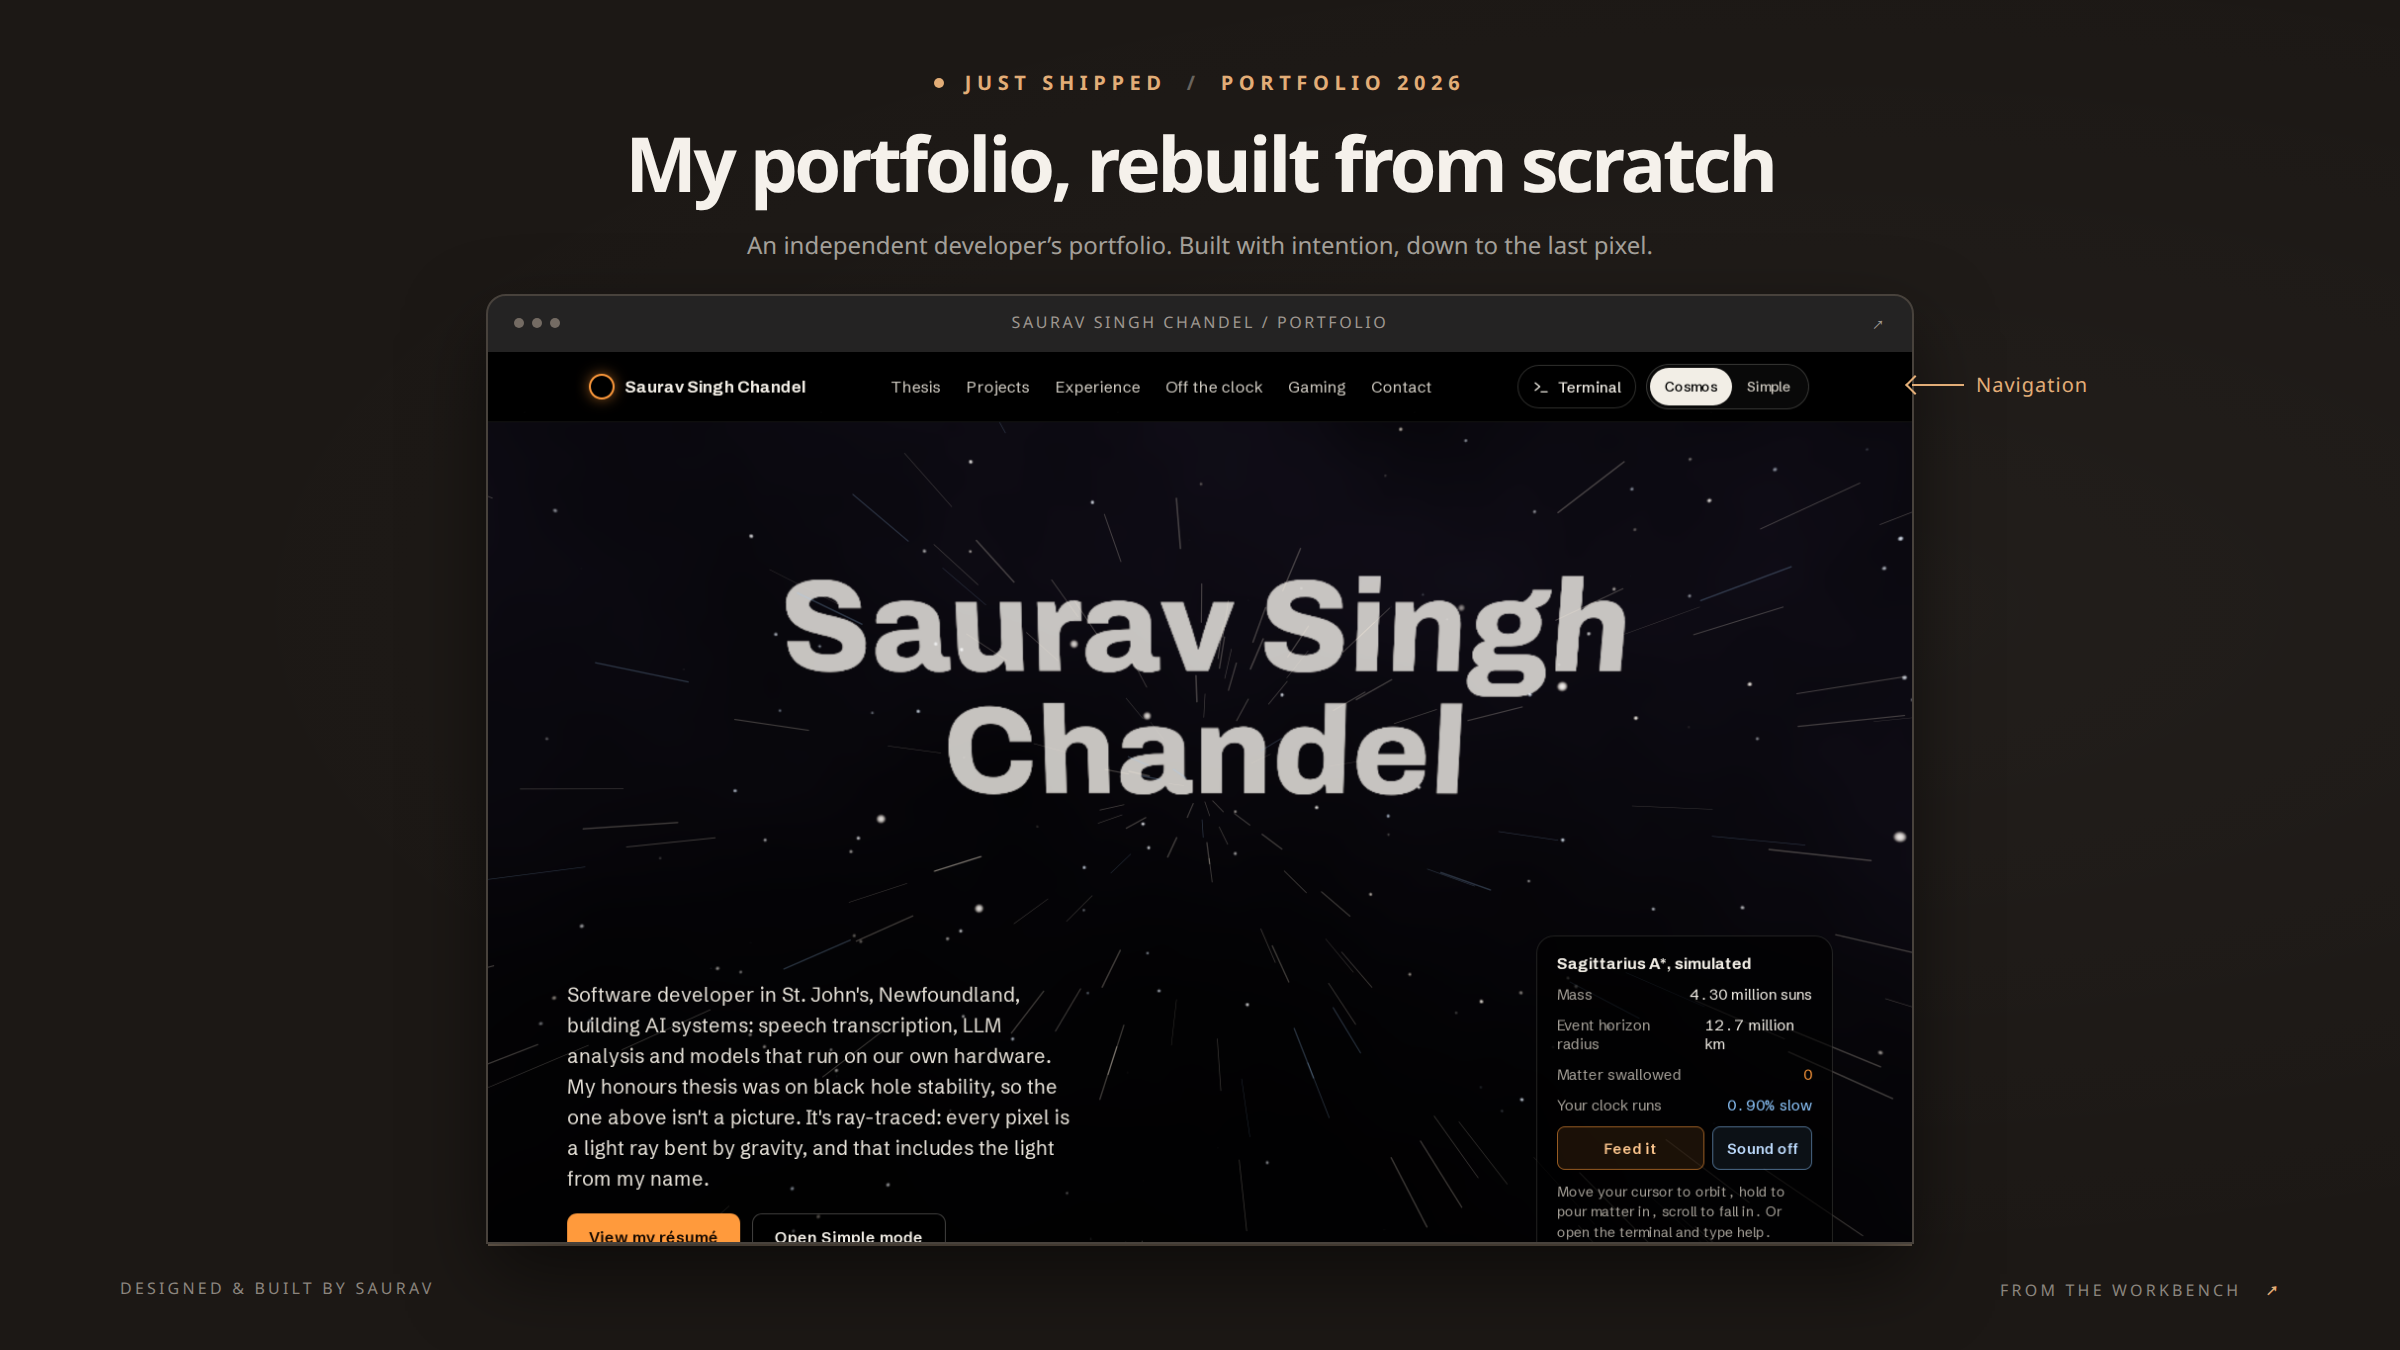 JUST SHIPPED / PORTFOLIO 2026
My portfolio, rebuilt from scratch
An independent developer’s portfolio. Built with intention, down to the last pixel.
SAURAV SINGH CHANDEL / PORTFOLIO
Saurav Singh Chandel
Thesis Projects Experience Off the clock Gaming Contact
>_ Terminal
Cosmos Simple
Navigation
Saurav Singh
Chandel
Software developer in St. John's, Newfoundland,
building AI systems: speech transcription, LLM
analysis and models that run on our own hardware.
My honours thesis was on black hole stability, so the
one above isn't a picture. It's ray-traced: every pixel is
a light ray bent by gravity, and that includes the light
from my name.
View my résumé
Open Simple mode
Sagittarius A*, simulated
Mass 4.30 million suns
Event horizon radius 12.7 million km
Matter swallowed 0
Your clock runs 0.90% slow
Feed it
Sound off
Move your cursor to orbit, hold to
pour matter in, scroll to fall in. Or
open the terminal and type help.
DESIGNED & BUILT BY SAURAV
FROM THE WORKBENCH